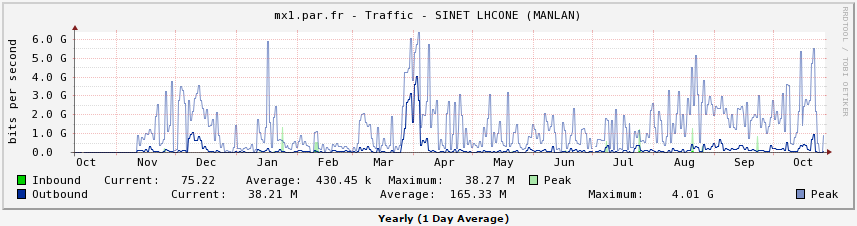 mx1.par.fr - Traffic - SINET LHCONE (MANLAN)
RRDTOOL / TOBI OETIKER
bits per second
6.0 G
5.0 G
4.0 G
3.0 G
2.0 G
1.0 G
0.0
Oct Nov Dec Jan Feb Mar Apr May Jun Jul Aug Sep Oct
Inbound Current: 75.22 Average: 430.45 k Maximum: 38.27 M Peak
Outbound Current: 38.21 M Average: 165.33 M Maximum: 4.01 G Peak
Yearly (1 Day Average)